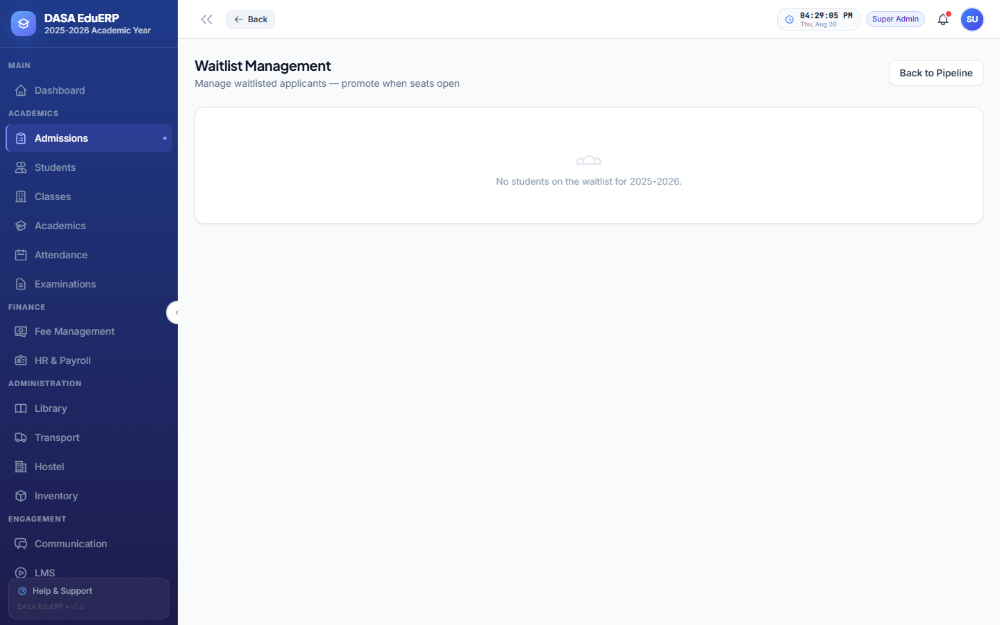 DASA EduERP
2025-2026 Academic Year
MAIN
Dashboard
ACADEMICS
Admissions
Students
Classes
Academics
Attendance
Examinations
FINANCE
Fee Management
HR & Payroll
ADMINISTRATION
Library
Transport
Hostel
Inventory
ENGAGEMENT
Communication
LMS
Help & Support
DASA EduERP • v1.0
Back
04:29:05 PM
Thu, Aug 20
Super Admin
SU
Waitlist Management
Manage waitlisted applicants — promote when seats open
Back to Pipeline
No students on the waitlist for 2025-2026.